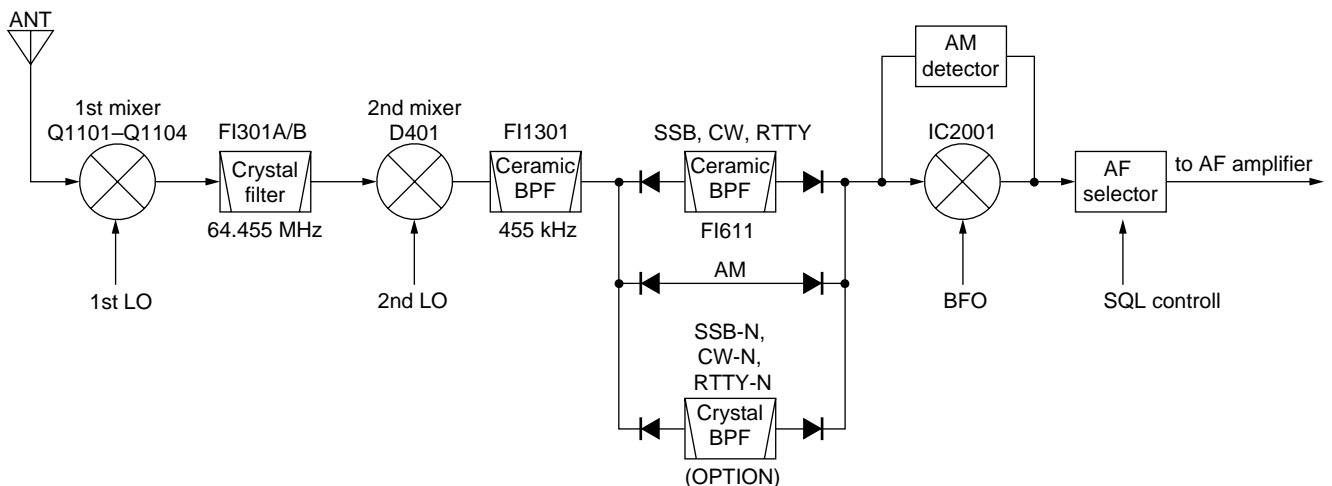 ANT
1st mixer
Q1101–Q1104
FI301A/B
Crystal
filter
64.455 MHz
1st LO
2nd mixer
D401
2nd LO
FI1301
Ceramic
BPF
455 kHz
SSB, CW, RTTY
Ceramic
BPF
FI611
AM
SSB-N,
CW-N,
RTTY-N
Crystal
BPF
(OPTION)
AM
detector
IC2001
BFO
AF
selector
SQL controll
to AF amplifier